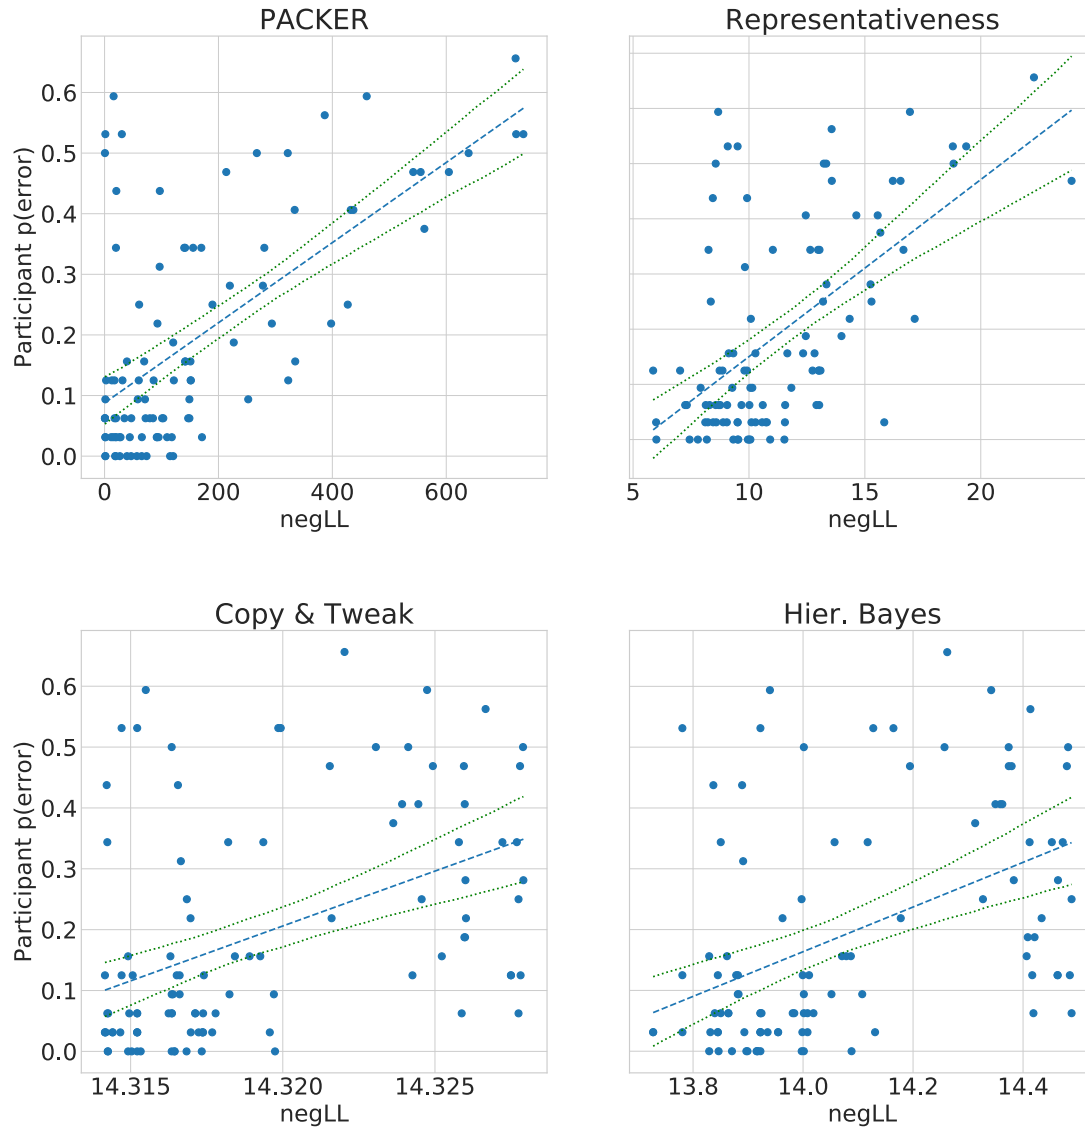 PACKER
Representativeness
0.6
0.5
0.4
0.3
0.2
0.1
0.0
Participant p(error)
0 200 400 600
negLL
5 10 15 20
negLL
Copy & Tweak
Hier. Bayes
0.6
0.5
0.4
0.3
0.2
0.1
0.0
Participant p(error)
14.315 14.320 14.325
negLL
13.8 14.0 14.2 14.4
negLL